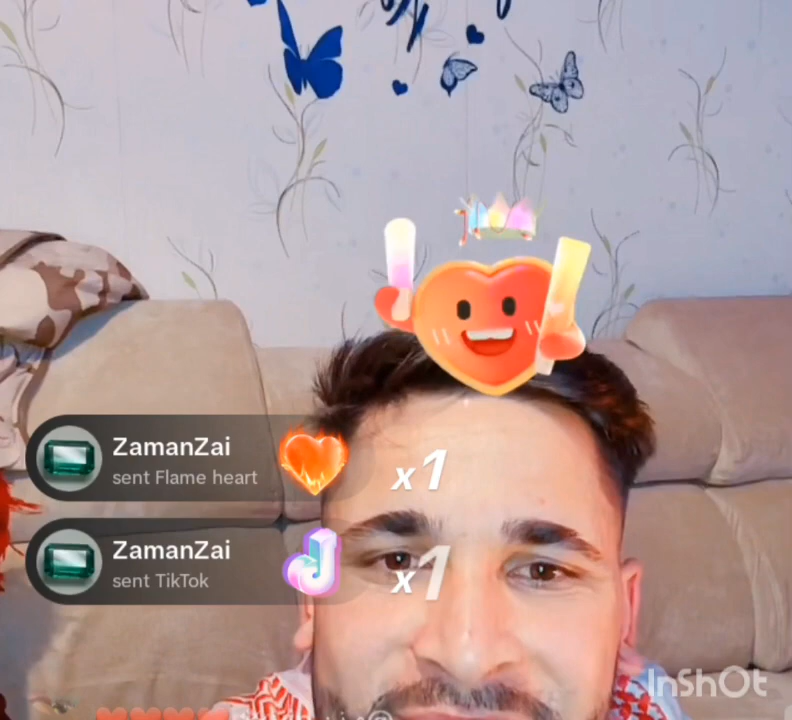 ZamanZai
sent Flame heart
x1
ZamanZai
sent TikTok
x1
InShOt